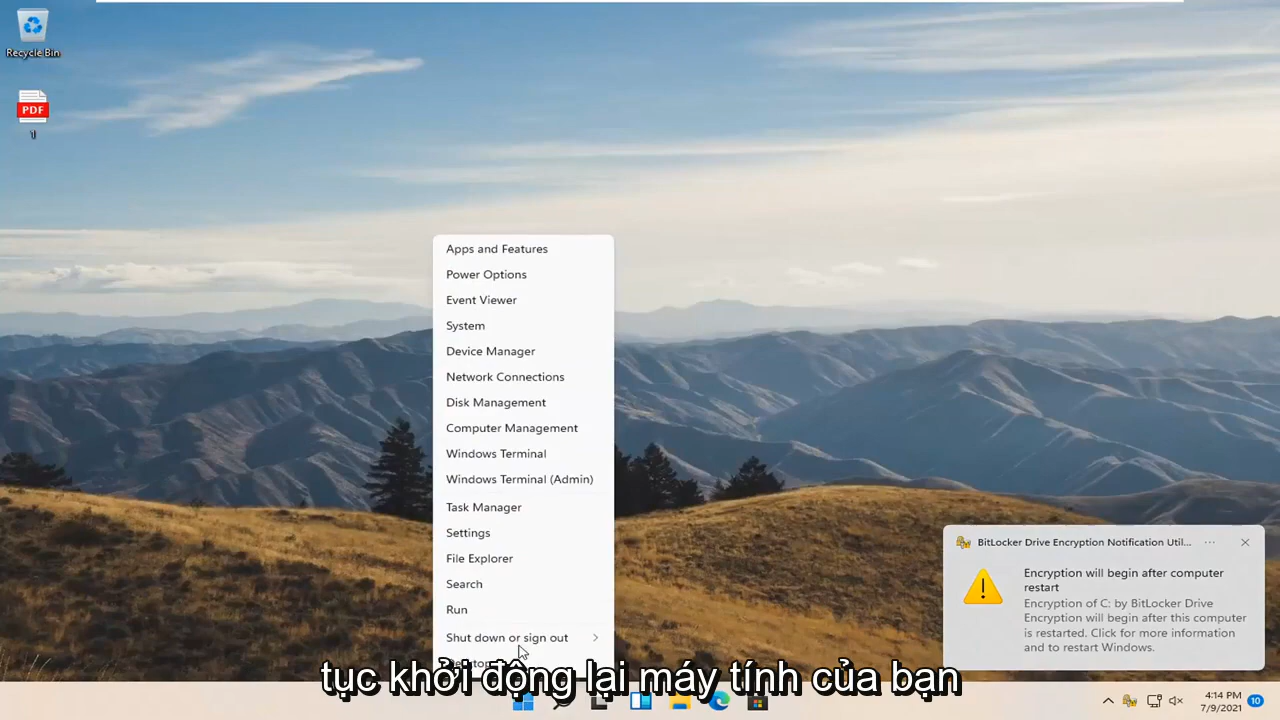 Recycle Bin
PDF
1
Apps and Features
Power Options
Event Viewer
System
Device Manager
Network Connections
Disk Management
Computer Management
Windows Terminal
Windows Terminal (Admin)
Task Manager
Settings
File Explorer
Search
Run
Shut down or sign out
BitLocker Drive Encryption Notification Util...
Encryption will begin after computer
restart
Encryption of C: by BitLocker Drive
Encryption will begin after this computer
is restarted. Click for more information
and to restart Windows.
tục khởi động lại máy tính của bạn
4:14 PM
7/9/2021
10